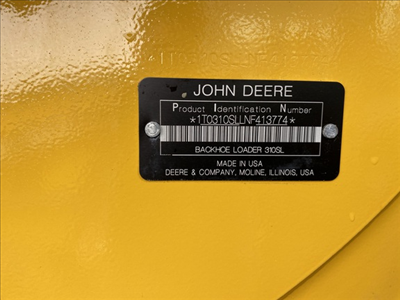 JOHN DEERE
Product Identification Number
*1T0310SLLNF413774*
BACKHOE LOADER 310SL
MADE IN USA
DEERE & COMPANY, MOLINE, ILLINOIS, USA